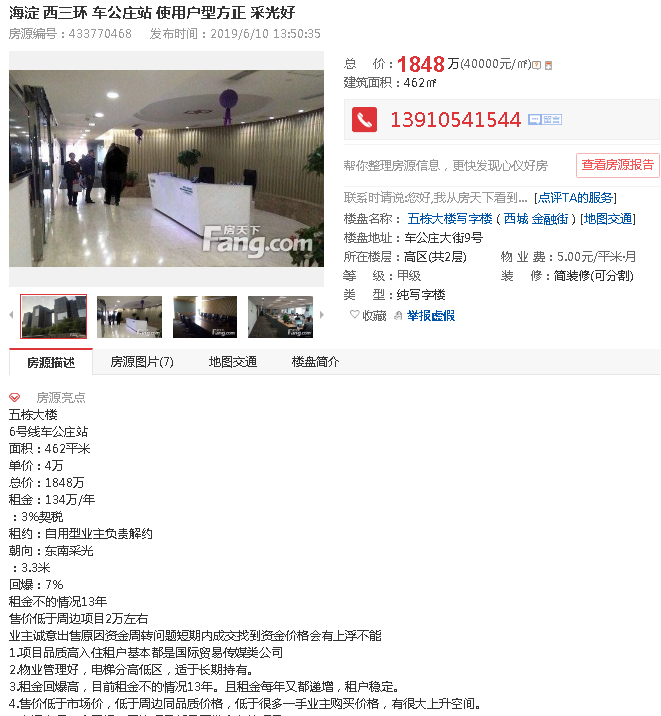 海淀 西三环 车公庄站 使用户型方正 采光好
房源编号：433770468 发布时间：2019/6/10 13:50:35
总 价：1848 万(40000元/㎡)
建筑面积：462㎡
13910541544 留言
帮你整理房源信息，更快发现心仪好房 查看房源报告
联系时请说:您好,我从房天下看到... [点评TA的服务]
楼盘名称： 五栋大楼写字楼 ( 西城 金融街 ) [地图交通]
楼盘地址：车公庄大街9号
所在楼层：高区(共2层) 物 业 费：5.00元/平米·月
等 级：甲级 装 修：简装修(可分割)
类 型：纯写字楼
收藏 举报虚假
房天下
Fang.com
房源描述 房源图片(7) 地图交通 楼盘简介
房源亮点
五栋大楼
6号线车公庄站
面积：462平米
单价：4万
总价：1848万
租金：134万/年
：3%契税
租约：自用型业主负责解约
朝向：东南采光
：3.3米
回爆：7%
租金不的情况13年
售价低于周边项目2万左右
业主诚意出售原因资金周转问题短期内成交找到资金价格会有上浮不能
1.项目品质高入住租户基本都是国际贸易传媒类公司
2.物业管理好，电梯分高低区，适于长期持有。
3.租金回爆高，目前租金不的情况13年。且租金每年又都递增，租户稳定。
4.售价低于市场价，低于周边同品质价格，低于很多一手业主购买价格，有很大上升空间。